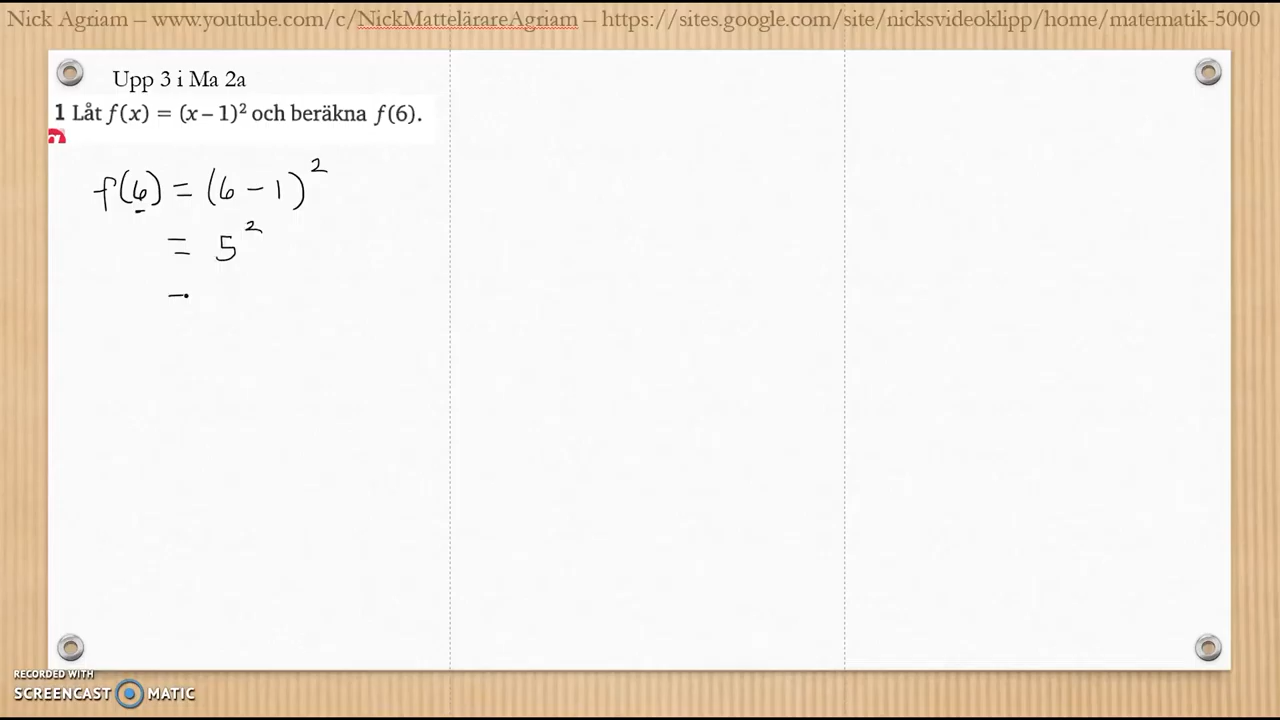 Nick Agriam – www.youtube.com/c/NickMattelärareAgriam – https://sites.google.com/site/nicksvideoklipp/home/matematik-5000
Upp 3 i Ma 2a
1 Låt f(x) = (x – 1)² och beräkna f(6).
f(6) = (6 – 1)²
= 5²
RECORDED WITH
SCREENCAST MATIC